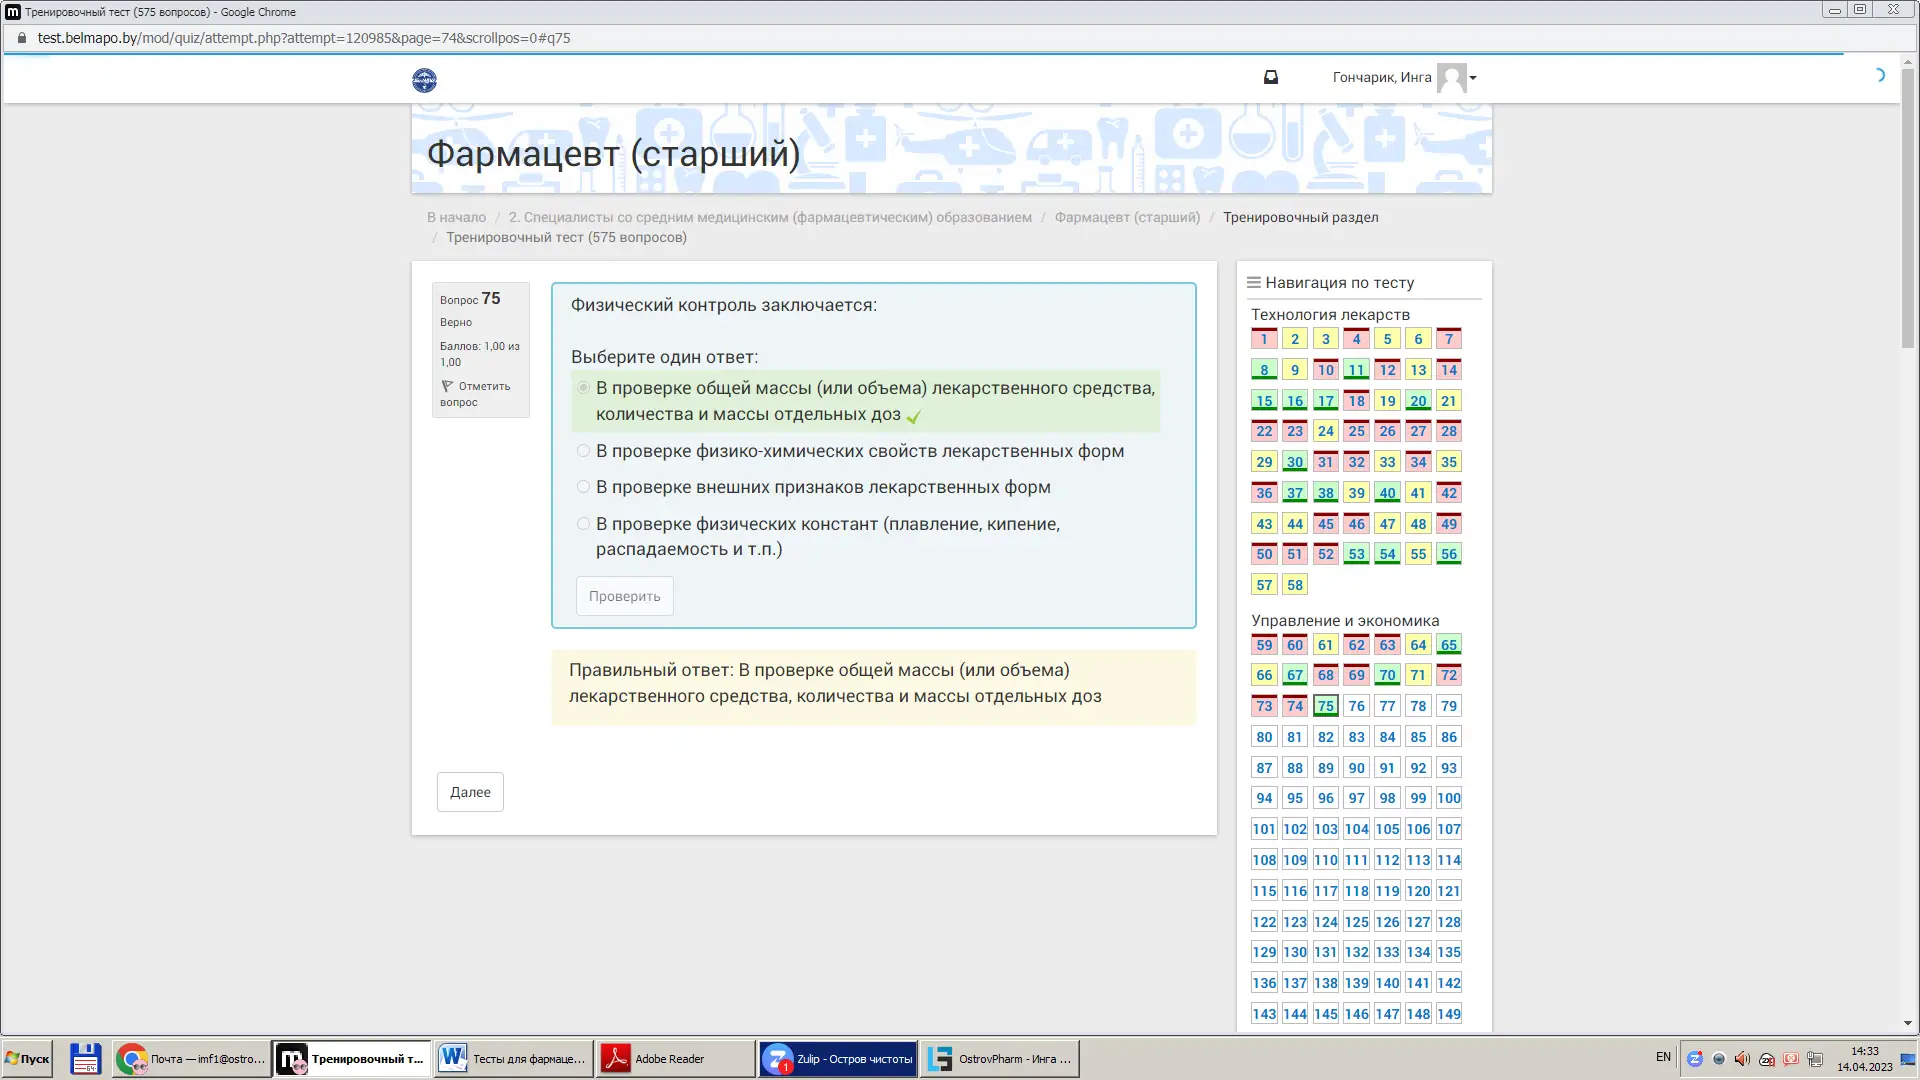 Тренировочный тест (575 вопросов) - Google Chrome
test.belmapo.by/mod/quiz/attempt.php?attempt=120985&page=74&scrollpos=0#q75
Гончарик, Инга
Фармацевт (старший)
В начало / 2. Специалисты со средним медицинским (фармацевтическим) образованием / Фармацевт (старший) / Тренировочный раздел
/ Тренировочный тест (575 вопросов)
Вопрос 75
Верно
Баллов: 1,00 из
1,00
Отметить
вопрос
Физический контроль заключается:
Выберите один ответ:
В проверке общей массы (или объема) лекарственного средства,
количества и массы отдельных доз
В проверке физико-химических свойств лекарственных форм
В проверке внешних признаков лекарственных форм
В проверке физических констант (плавление, кипение,
распадаемость и т.п.)
Проверить
Правильный ответ: В проверке общей массы (или объема)
лекарственного средства, количества и массы отдельных доз
Далее
Навигация по тесту
Технология лекарств
1 2 3 4 5 6 7
8 9 10 11 12 13 14
15 16 17 18 19 20 21
22 23 24 25 26 27 28
29 30 31 32 33 34 35
36 37 38 39 40 41 42
43 44 45 46 47 48 49
50 51 52 53 54 55 56
57 58
Управление и экономика
59 60 61 62 63 64 65
66 67 68 69 70 71 72
73 74 75 76 77 78 79
80 81 82 83 84 85 86
87 88 89 90 91 92 93
94 95 96 97 98 99 100
101 102 103 104 105 106 107
108 109 110 111 112 113 114
115 116 117 118 119 120 121
122 123 124 125 126 127 128
129 130 131 132 133 134 135
136 137 138 139 140 141 142
143 144 145 146 147 148 149
Пуск
Почта — imf1@ostro...
Тренировочный т...
Тесты для фармаце...
Adobe Reader
1
Zulip - Остров чистоты
OstrovPharm - Инга ...
EN
14:33
14.04.2023